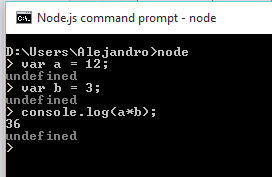 Node.js command prompt - node
D:\Users\Alejandro>node
> var a = 12;
undefined
> var b = 3;
undefined
> console.log(a*b);
36
undefined
>